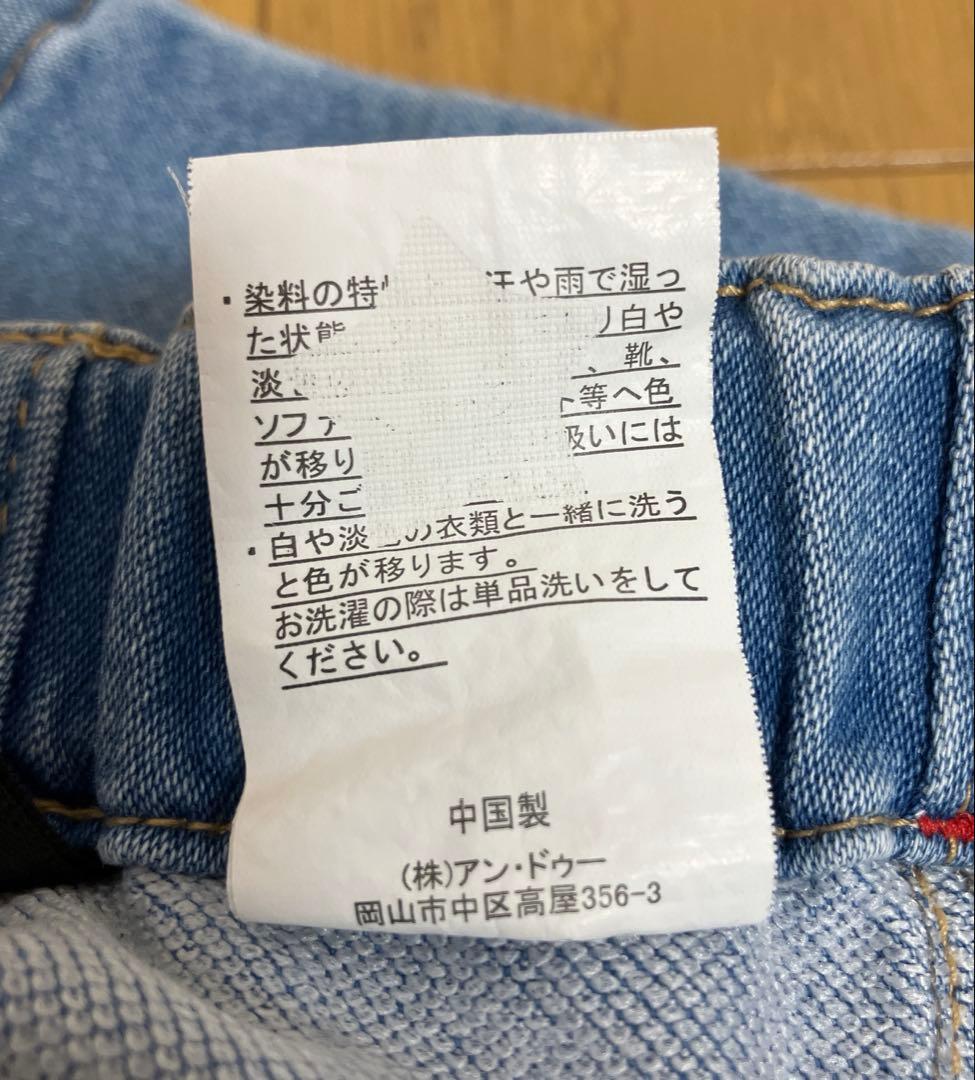 ・染料の特 や雨で湿っ
た状態 白や
淡 、靴、
ソファ 等へ色
が移り 扱いには
十分ご
・白や淡 の衣類と一緒に洗う
と色が移ります。
お洗濯の際は単品洗いをして
ください。
中国製
(株)アン・ドゥー
岡山市中区高屋356-3